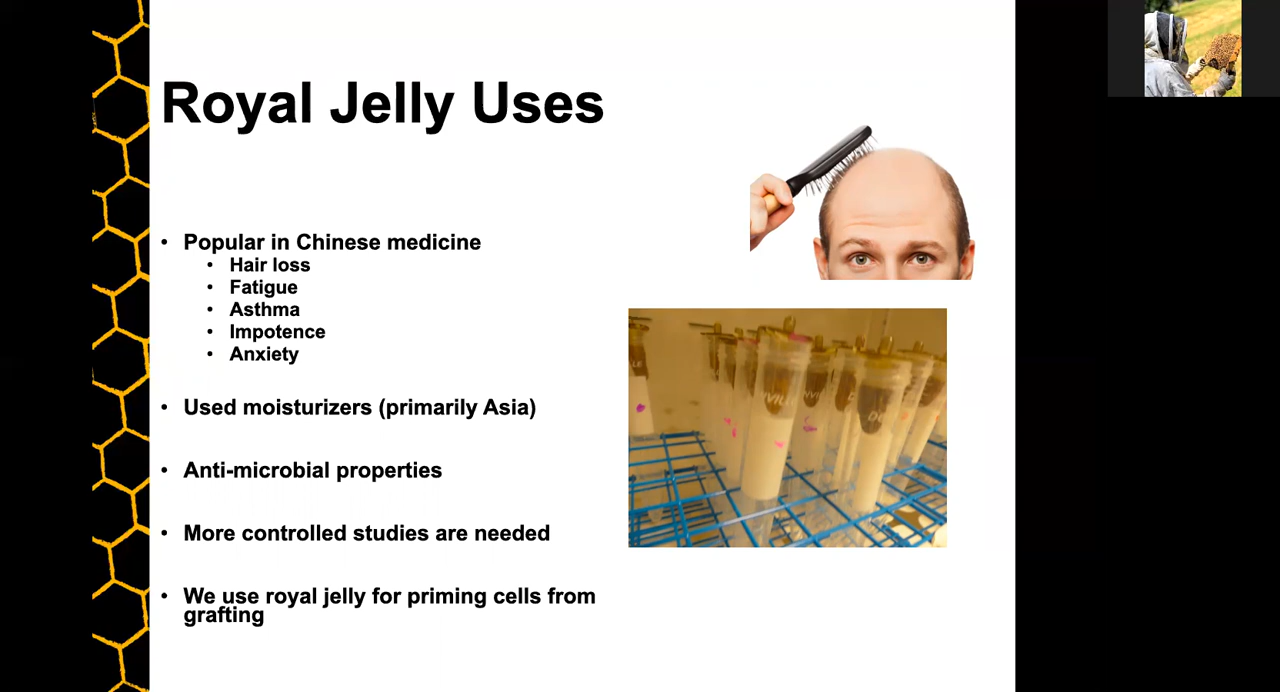 Royal Jelly Uses
• Popular in Chinese medicine
• Hair loss
• Fatigue
• Asthma
• Impotence
• Anxiety
• Used moisturizers (primarily Asia)
• Anti-microbial properties
• More controlled studies are needed
• We use royal jelly for priming cells from
grafting